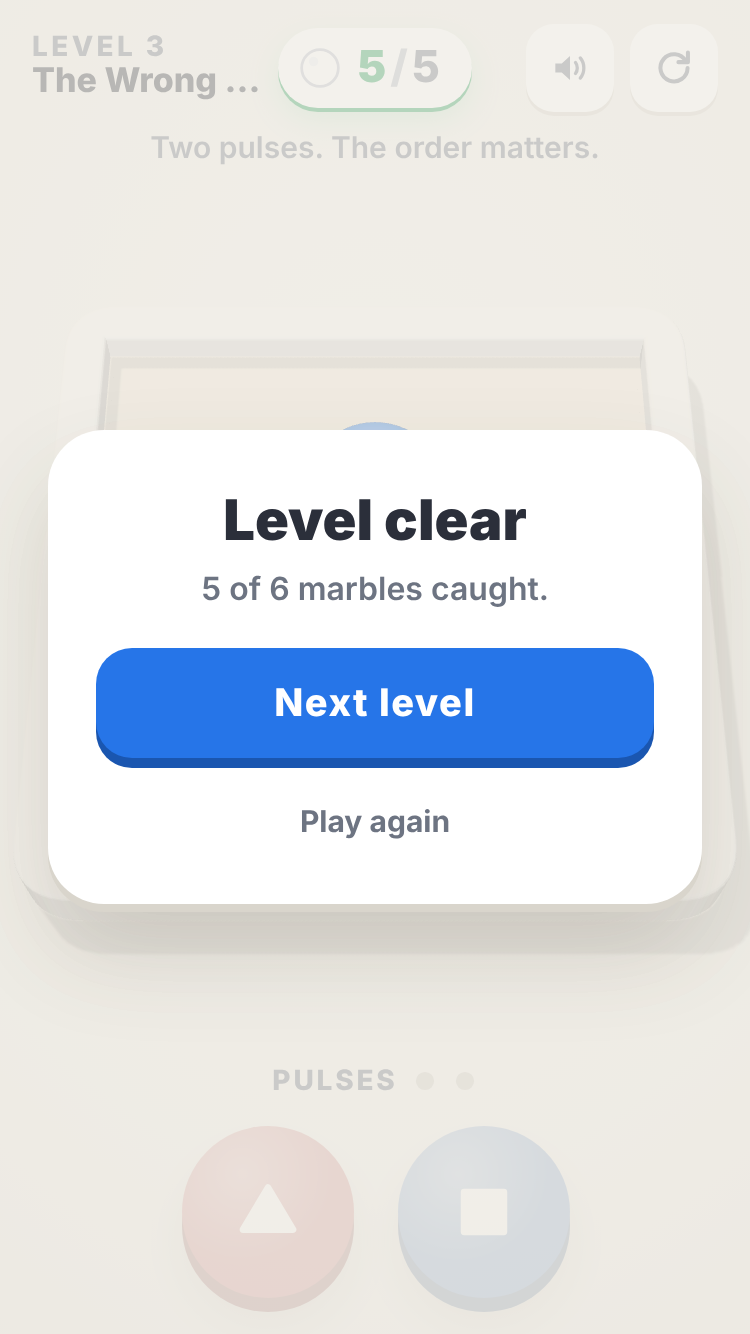 LEVEL 3
The Wrong ...
5/5
Two pulses. The order matters.
Level clear
5 of 6 marbles caught.
Next level
Play again
PULSES